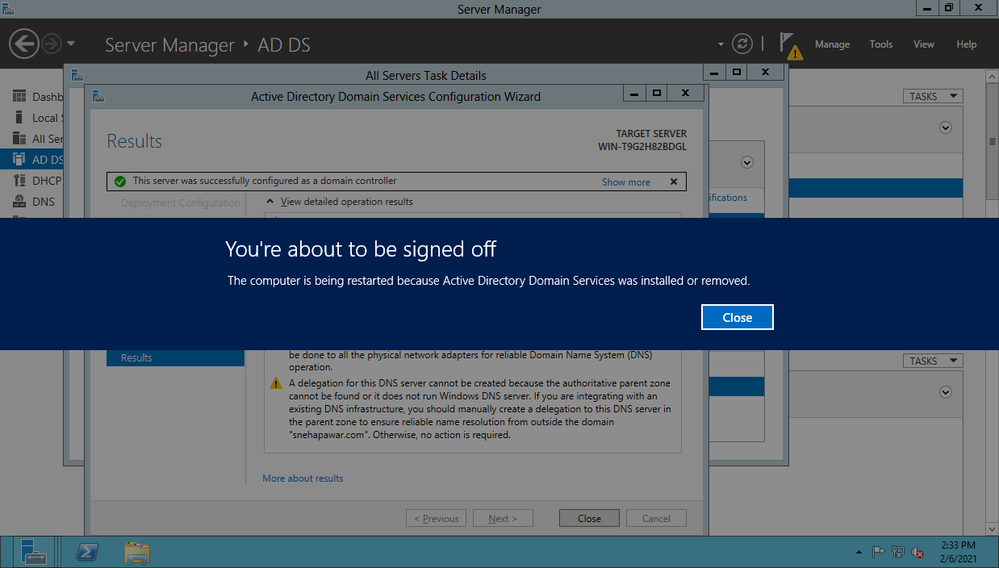 Server Manager
Server Manager ‣ AD DS
Manage Tools View Help
All Servers Task Details
Active Directory Domain Services Configuration Wizard
Dashb
Local
All Ser
AD DS
DHCP
DNS
TASKS
Results
TARGET SERVER
WIN-T9G2H82BDGL
This server was successfully configured as a domain controller
Show more
Deployment Configuration
View detailed operation results
ifications
You're about to be signed off
The computer is being restarted because Active Directory Domain Services was installed or removed.
Close
Results
be done to all the physical network adapters for reliable Domain Name System (DNS)
operation.
A delegation for this DNS server cannot be created because the authoritative parent zone
cannot be found or it does not run Windows DNS server. If you are integrating with an
existing DNS infrastructure, you should manually create a delegation to this DNS server in
the parent zone to ensure reliable name resolution from outside the domain
"snehapawar.com". Otherwise, no action is required.
TASKS
More about results
< Previous Next > Close Cancel
2:33 PM
2/6/2021